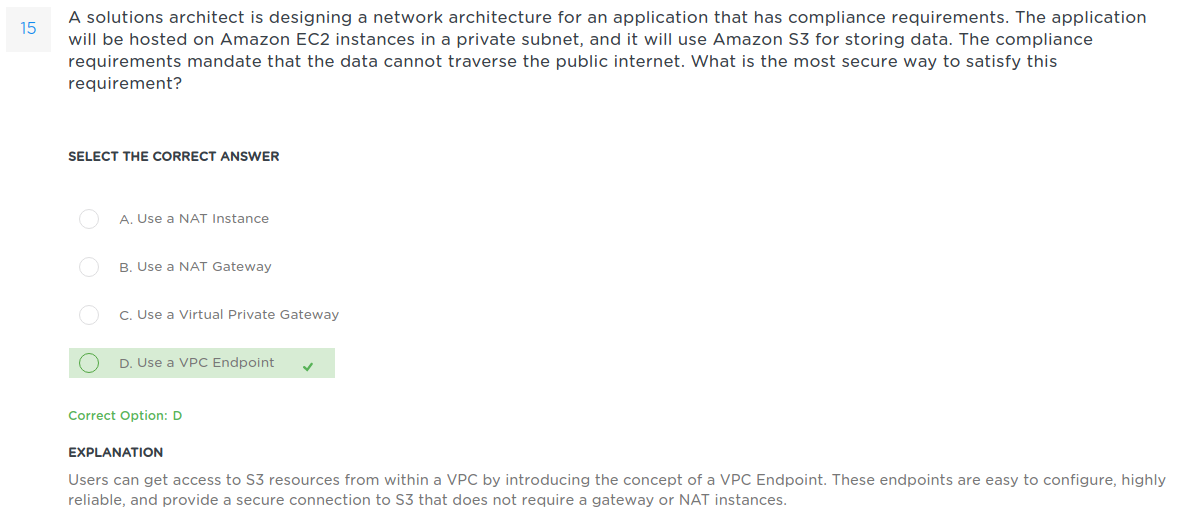 15
A solutions architect is designing a network architecture for an application that has compliance requirements. The application
will be hosted on Amazon EC2 instances in a private subnet, and it will use Amazon S3 for storing data. The compliance
requirements mandate that the data cannot traverse the public internet. What is the most secure way to satisfy this
requirement?
SELECT THE CORRECT ANSWER
A. Use a NAT Instance
B. Use a NAT Gateway
C. Use a Virtual Private Gateway
D. Use a VPC Endpoint
Correct Option: D
EXPLANATION
Users can get access to S3 resources from within a VPC by introducing the concept of a VPC Endpoint. These endpoints are easy to configure, highly
reliable, and provide a secure connection to S3 that does not require a gateway or NAT instances.